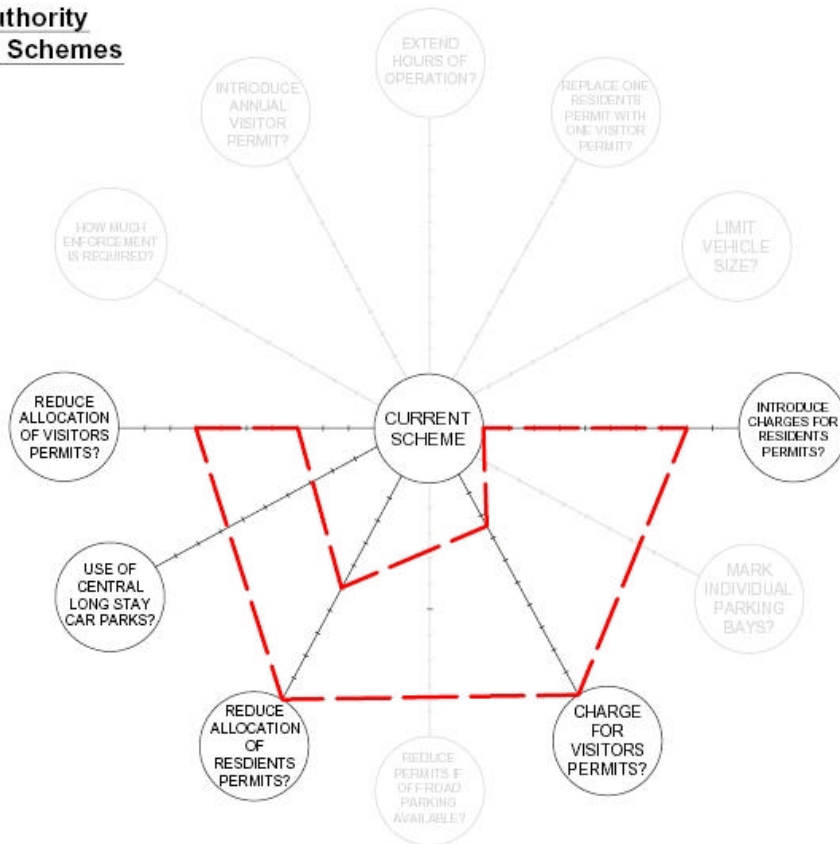 uthority
Schemes
EXTEND
HOURS OF
OPERATION?
INTRODUCE
ANNUAL
VISITOR
PERMIT?
REPLACE ONE
RESIDENTS
PERMIT WITH
ONE VISITOR
PERMIT?
HOW MUCH
ENFORCEMENT
IS REQUIRED?
LIMIT
VEHICLE
SIZE?
REDUCE
ALLOCATION
OF VISITORS
PERMITS?
CURRENT
SCHEME
INTRODUCE
CHARGES FOR
RESIDENTS
PERMITS?
USE OF
CENTRAL
LONG STAY
CAR PARKS?
MARK
INDIVIDUAL
PARKING
BAYS?
REDUCE
ALLOCATION
OF
RESDIENTS
PERMITS?
REDUCE
PERMITS IF
OFF ROAD
PARKING
AVAILABLE?
CHARGE
FOR
VISITORS
PERMITS?